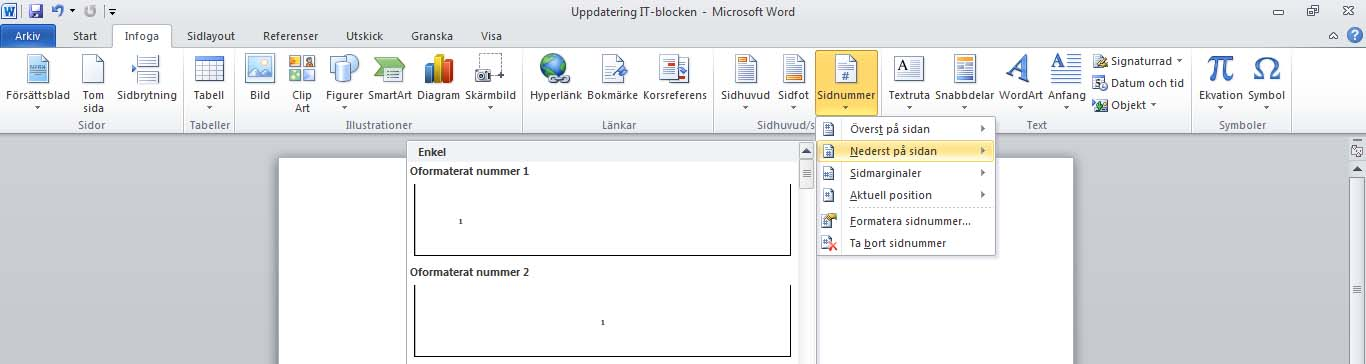 Uppdatering IT-blocken - Microsoft Word
Arkiv Start Infoga Sidlayout Referenser Utskick Granska Visa
Försättsblad
Tom sida
Sidbrytning
Sidor
Tabell
Tabeller
Bild
Clip Art
Figurer
SmartArt
Diagram
Skärmbild
Illustrationer
Hyperlänk
Bokmärke
Korsreferens
Länkar
Sidhuvud
Sidfot
Sidnummer
Sidhuvud/s
Textruta
Snabbdelar
WordArt
Anfang
Signaturrad
Datum och tid
Objekt
Text
Ekvation
Symbol
Symboler
Överst på sidan
Nederst på sidan
Sidmarginaler
Aktuell position
Formatera sidnummer...
Ta bort sidnummer
Enkel
Oformaterat nummer 1
1
Oformaterat nummer 2
1